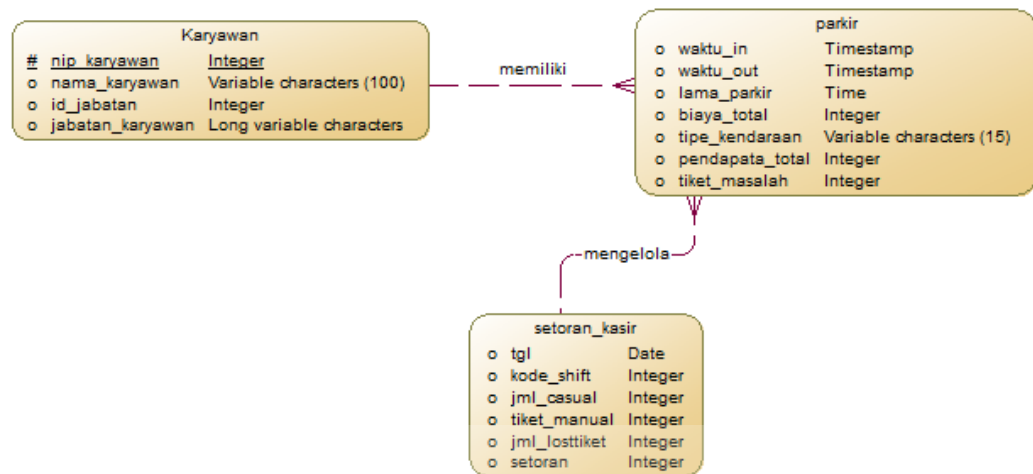 Karyawan
# nip_karyawan Integer
o nama_karyawan Variable characters (100)
o id_jabatan Integer
o jabatan_karyawan Long variable characters
memiliki
parkir
o waktu_in Timestamp
o waktu_out Timestamp
o lama_parkir Time
o biaya_total Integer
o tipe_kendaraan Variable characters (15)
o pendapata_total Integer
o tiket_masalah Integer
mengelola
setoran_kasir
o tgl Date
o kode_shift Integer
o jml_casual Integer
o tiket_manual Integer
o jml_losttiket Integer
o setoran Integer